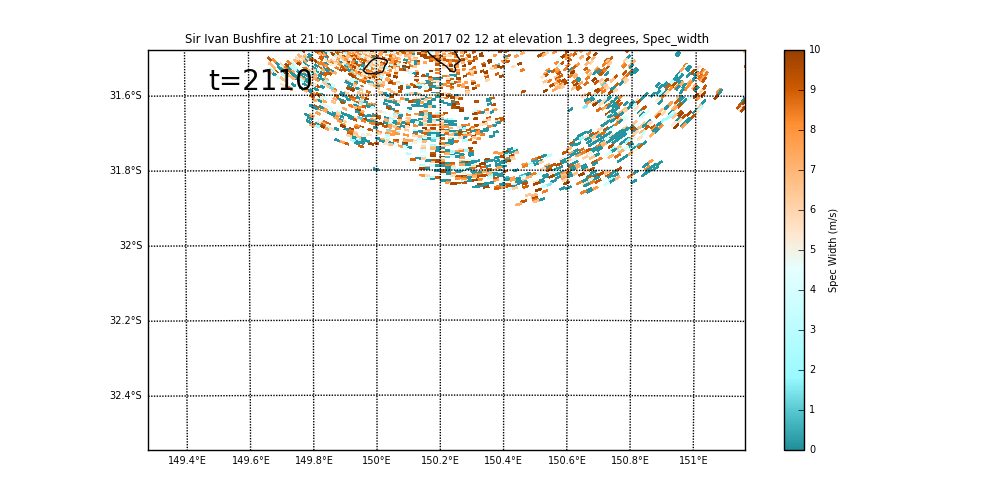 Sir Ivan Bushfire at 21:10 Local Time on 2017 02 12 at elevation 1.3 degrees, Spec_width
t=2110
31.6°S
31.8°S
32°S
32.2°S
32.4°S
149.4°E 149.6°E 149.8°E 150°E 150.2°E 150.4°E 150.6°E 150.8°E 151°E
10
9
8
7
6
5
4
3
2
1
0
Spec Width (m/s)